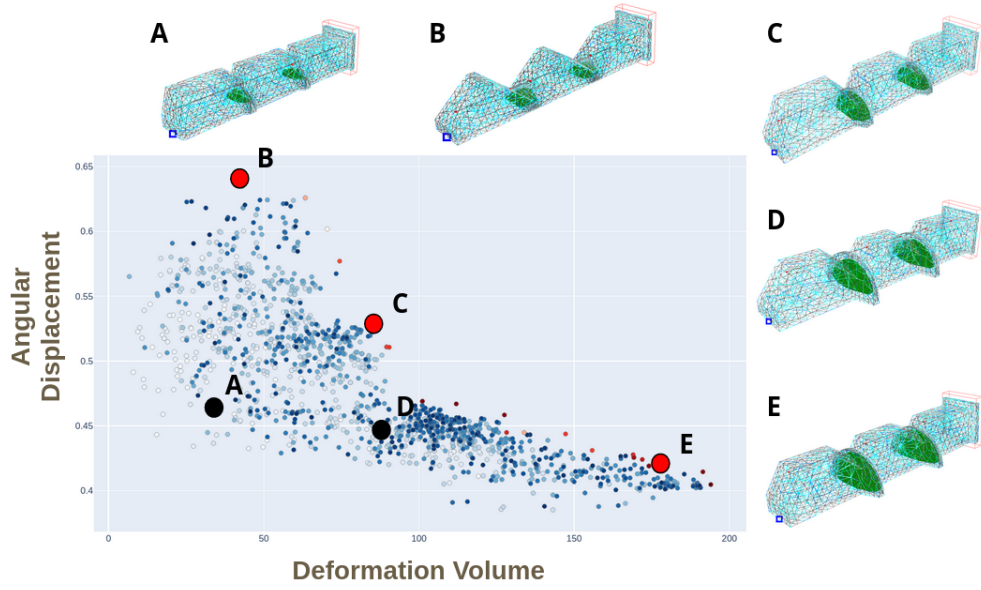 A
B
C
B
0.65
0.6
D
Angular
Displacement
0.55
C
0.5
A
D
0.45
E
E
0.4
0
50
100
150
200
Deformation Volume